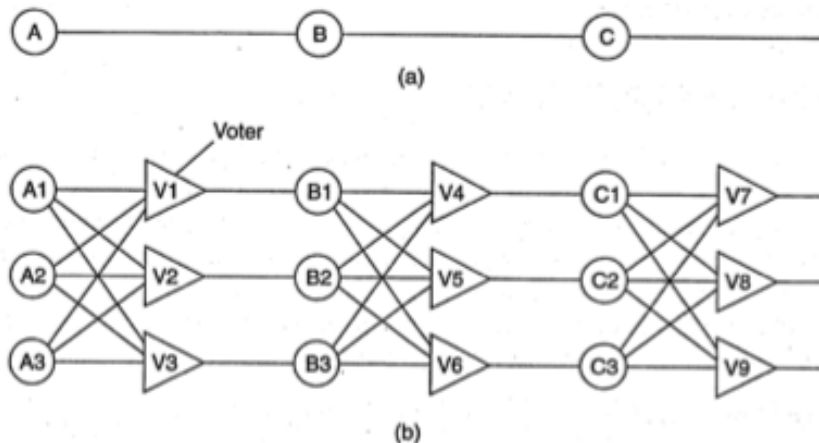 A B C
(a)
Voter
A1 V1 B1 V4 C1 V7
A2 V2 B2 V5 C2 V8
A3 V3 B3 V6 C3 V9
(b)